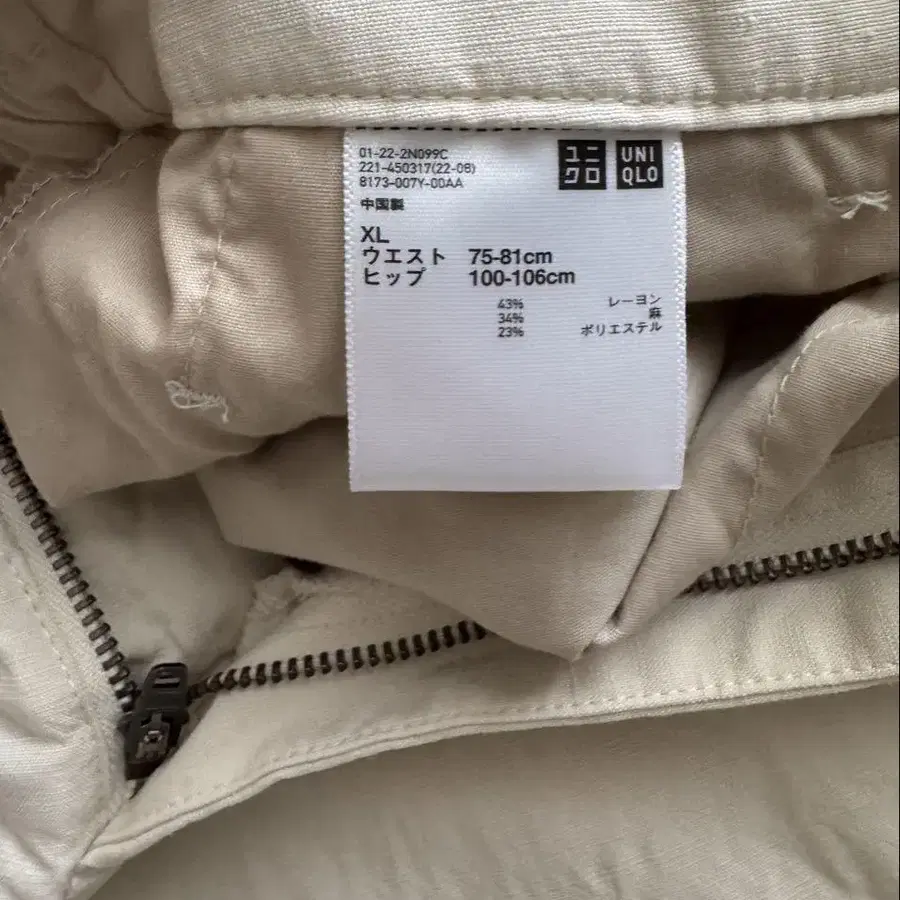 01-22-2N099C
221-450317(22-08)
8173-007Y-00AA
ユニ
クロ
UNI
QLO
中国製
XL
ウエスト 75-81cm
ヒップ 100-106cm
43% レーヨン
34% 麻
23% ポリエステル